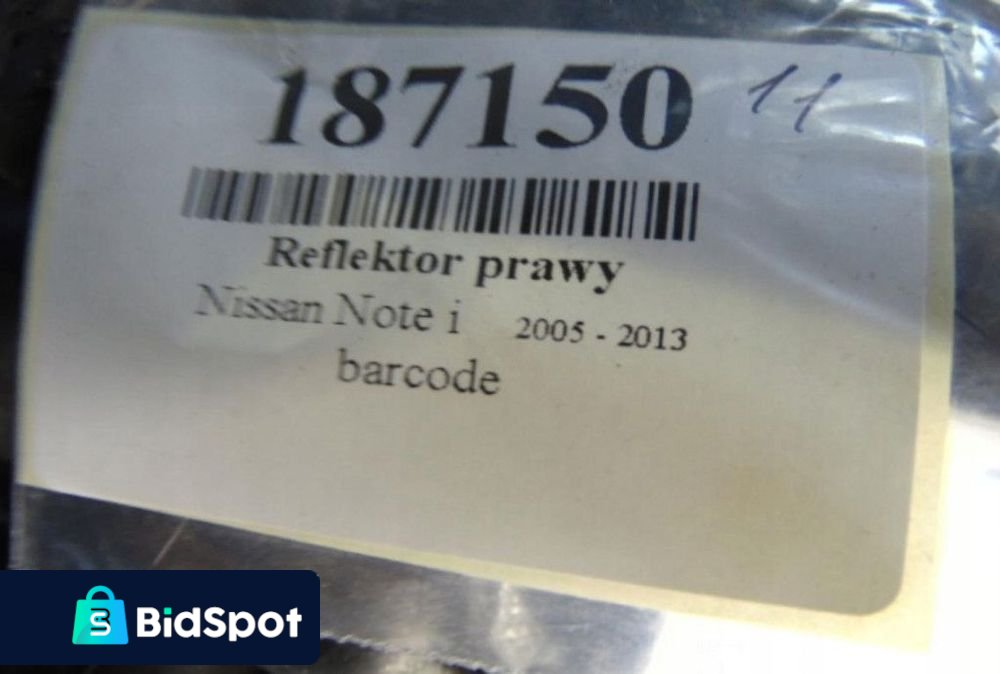 187150 11
Reflektor prawy
Nissan Note i 2005 - 2013
barcode
BidSpot